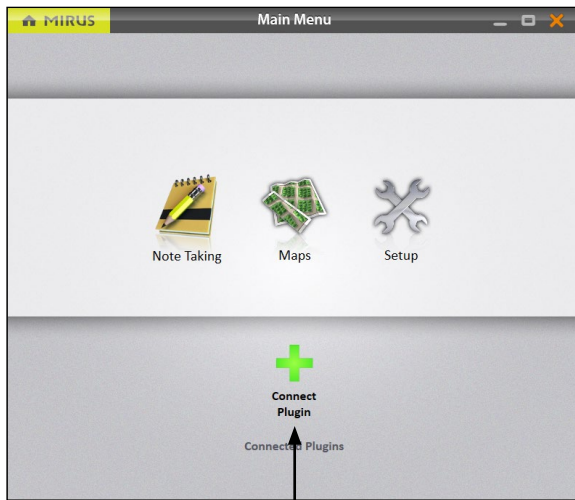 MIRUS
Main Menu
Note Taking
Maps
Setup
Connect
Plugin
Connected Plugins